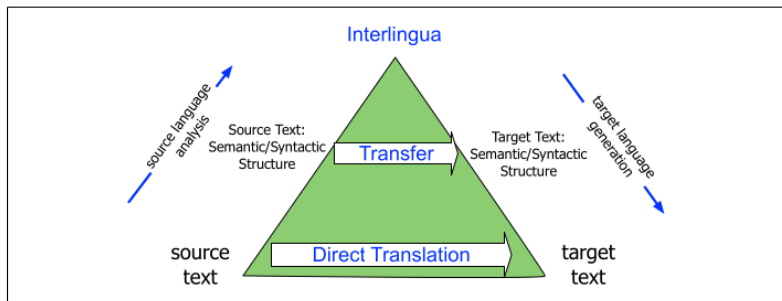 Interlingua
source language
analysis
target language
generation
Source Text:
Semantic/Syntactic
Structure
Transfer
Target Text:
Semantic/Syntactic
Structure
source
text
Direct Translation
target
text